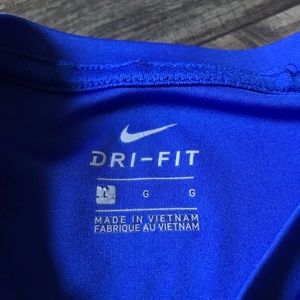 DRI-FIT
L G G
MADE IN VIETNAM
FABRIQUE AU VIETNAM